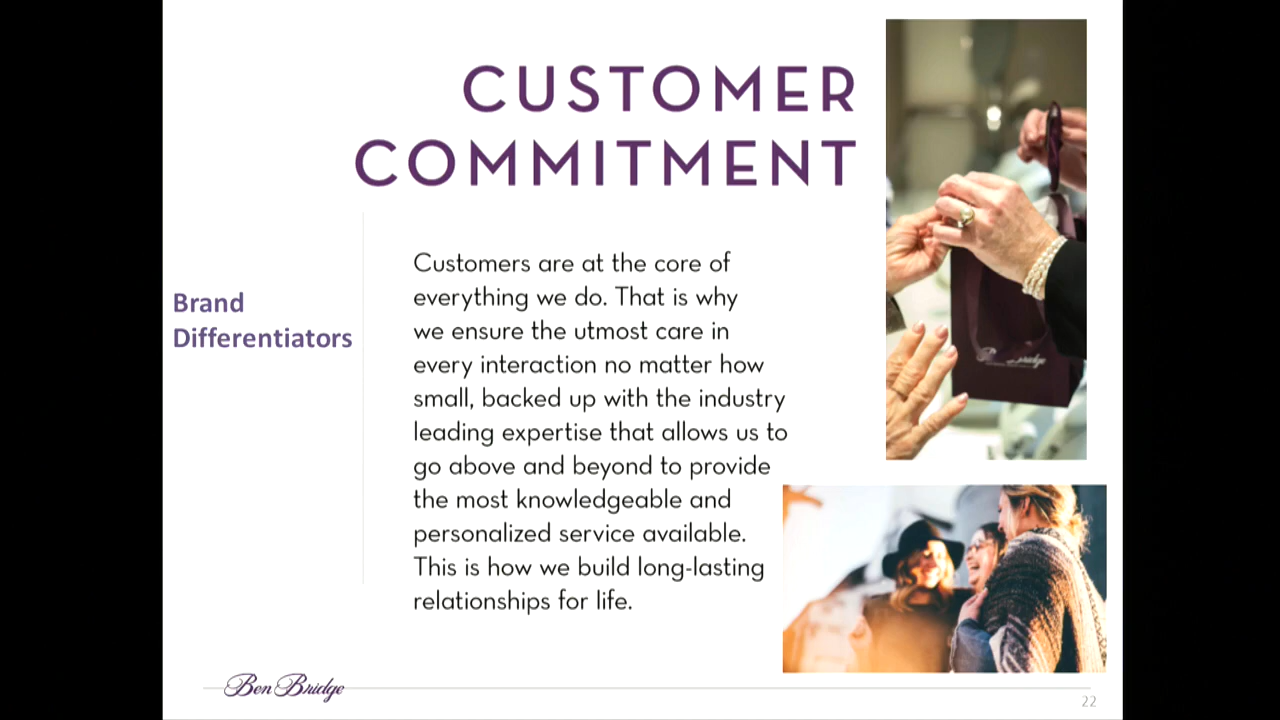 CUSTOMER
COMMITMENT
Brand
Differentiators
Customers are at the core of
everything we do. That is why
we ensure the utmost care in
every interaction no matter how
small, backed up with the industry
leading expertise that allows us to
go above and beyond to provide
the most knowledgeable and
personalized service available.
This is how we build long-lasting
relationships for life.
Ben Bridge
22